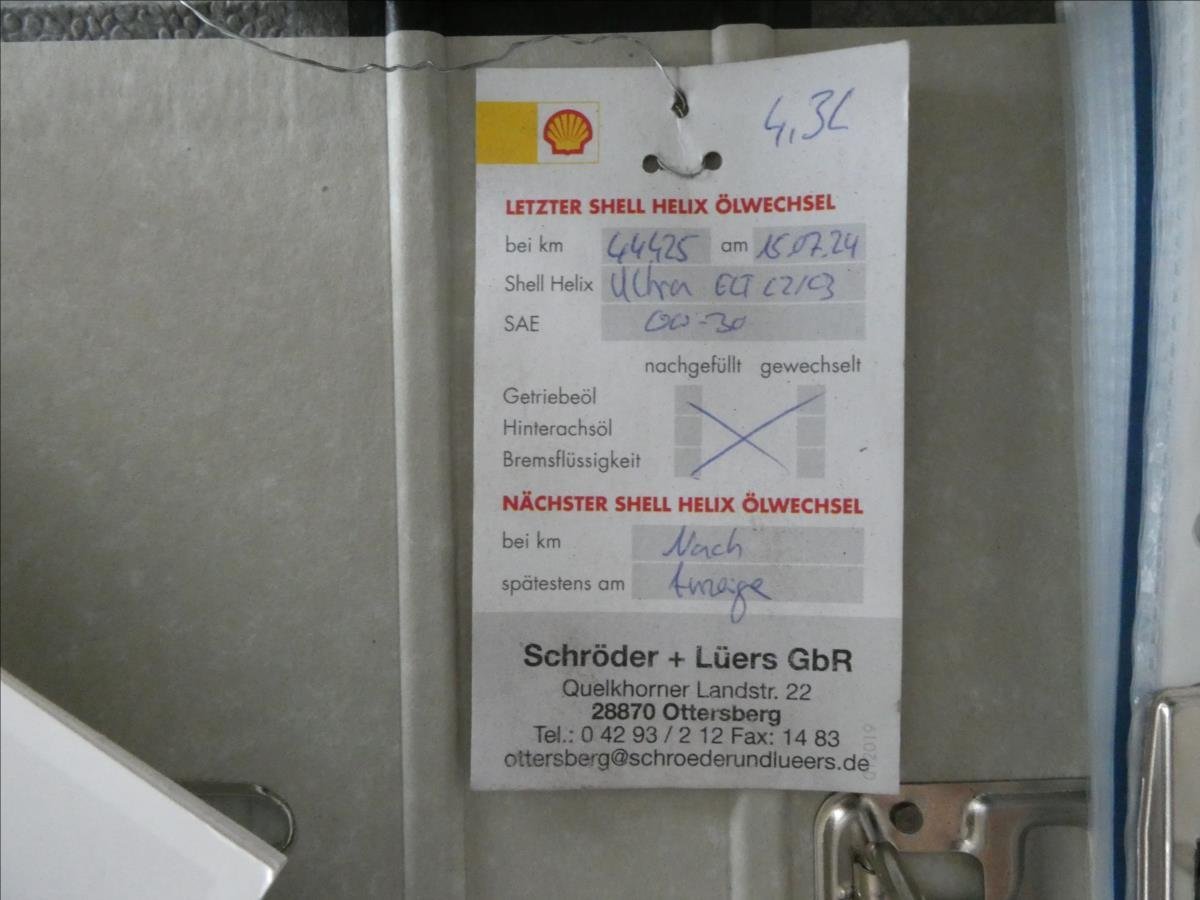 4,3L
LETZTER SHELL HELIX ÖLWECHSEL
bei km 44425 am 15.07.24
Shell Helix Ultra ECT C2/C3
SAE 0W-30
nachgefüllt gewechselt
Getriebeöl
Hinterachsöl
Bremsflüssigkeit
NÄCHSTER SHELL HELIX ÖLWECHSEL
bei km Nach
spätestens am Anzeige
Schröder + Lüers GbR
Quelkhorner Landstr. 22
28870 Ottersberg
Tel.: 0 42 93 / 2 12 Fax: 14 83
ottersberg@schroederundlueers.de